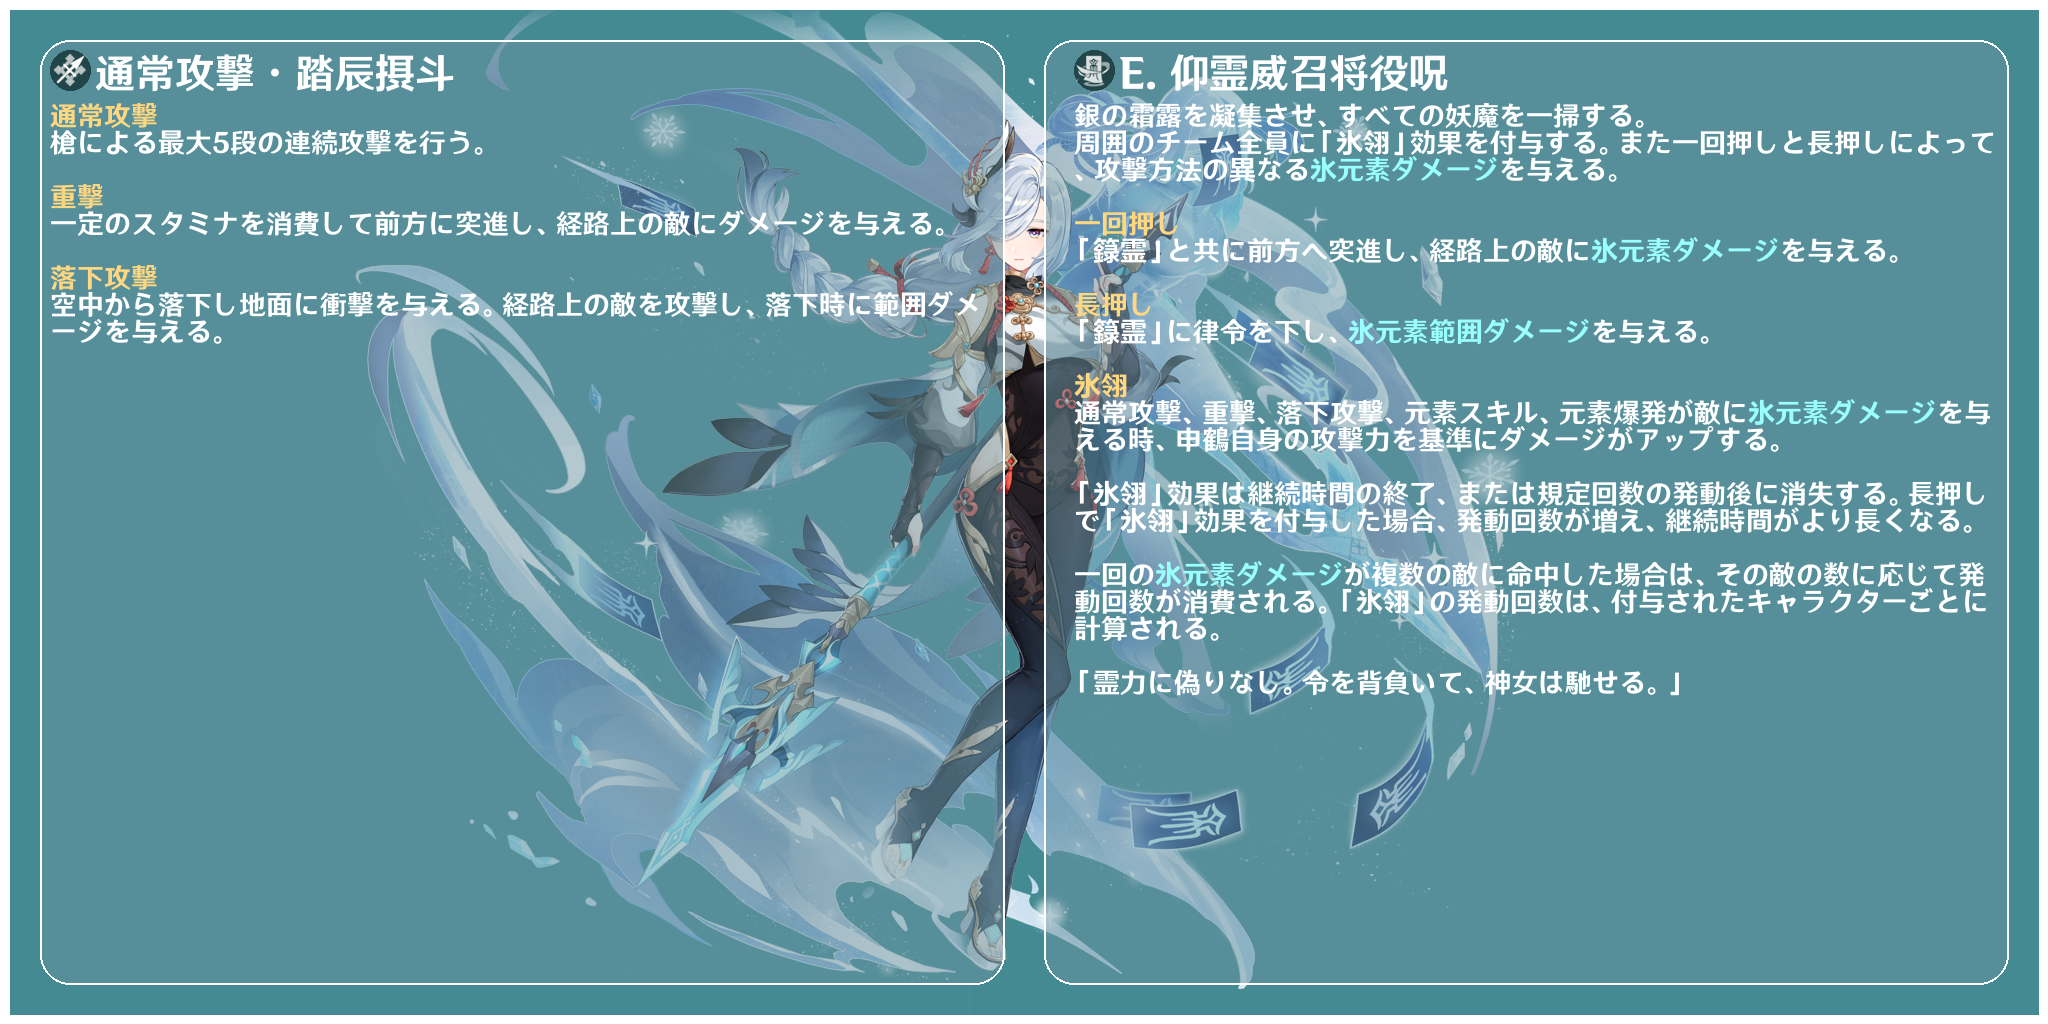 通常攻撃・踏辰摂斗
通常攻撃
槍による最大5段の連続攻撃を行う。
重撃
一定のスタミナを消費して前方に突進し、経路上の敵にダメージを与える。
落下攻撃
空中から落下し地面に衝撃を与える。経路上の敵を攻撃し、落下時に範囲ダメ
ージを与える。
E. 仰霊威召将役呪
銀の霜露を凝集させ、すべての妖魔を一掃する。
周囲のチーム全員に「氷翎」効果を付与する。また一回押しと長押しによって
、攻撃方法の異なる氷元素ダメージを与える。
一回押し
「籙霊」と共に前方へ突進し、経路上の敵に氷元素ダメージを与える。
長押し
「籙霊」に律令を下し、氷元素範囲ダメージを与える。
氷翎
通常攻撃、重撃、落下攻撃、元素スキル、元素爆発が敵に氷元素ダメージを与
える時、申鶴自身の攻撃力を基準にダメージがアップする。
「氷翎」効果は継続時間の終了、または規定回数の発動後に消失する。長押し
で「氷翎」効果を付与した場合、発動回数が増え、継続時間がより長くなる。
一回の氷元素ダメージが複数の敵に命中した場合は、その敵の数に応じて発
動回数が消費される。「氷翎」の発動回数は、付与されたキャラクターごとに
計算される。
「霊力に偽りなし。令を背負いて、神女は馳せる。」